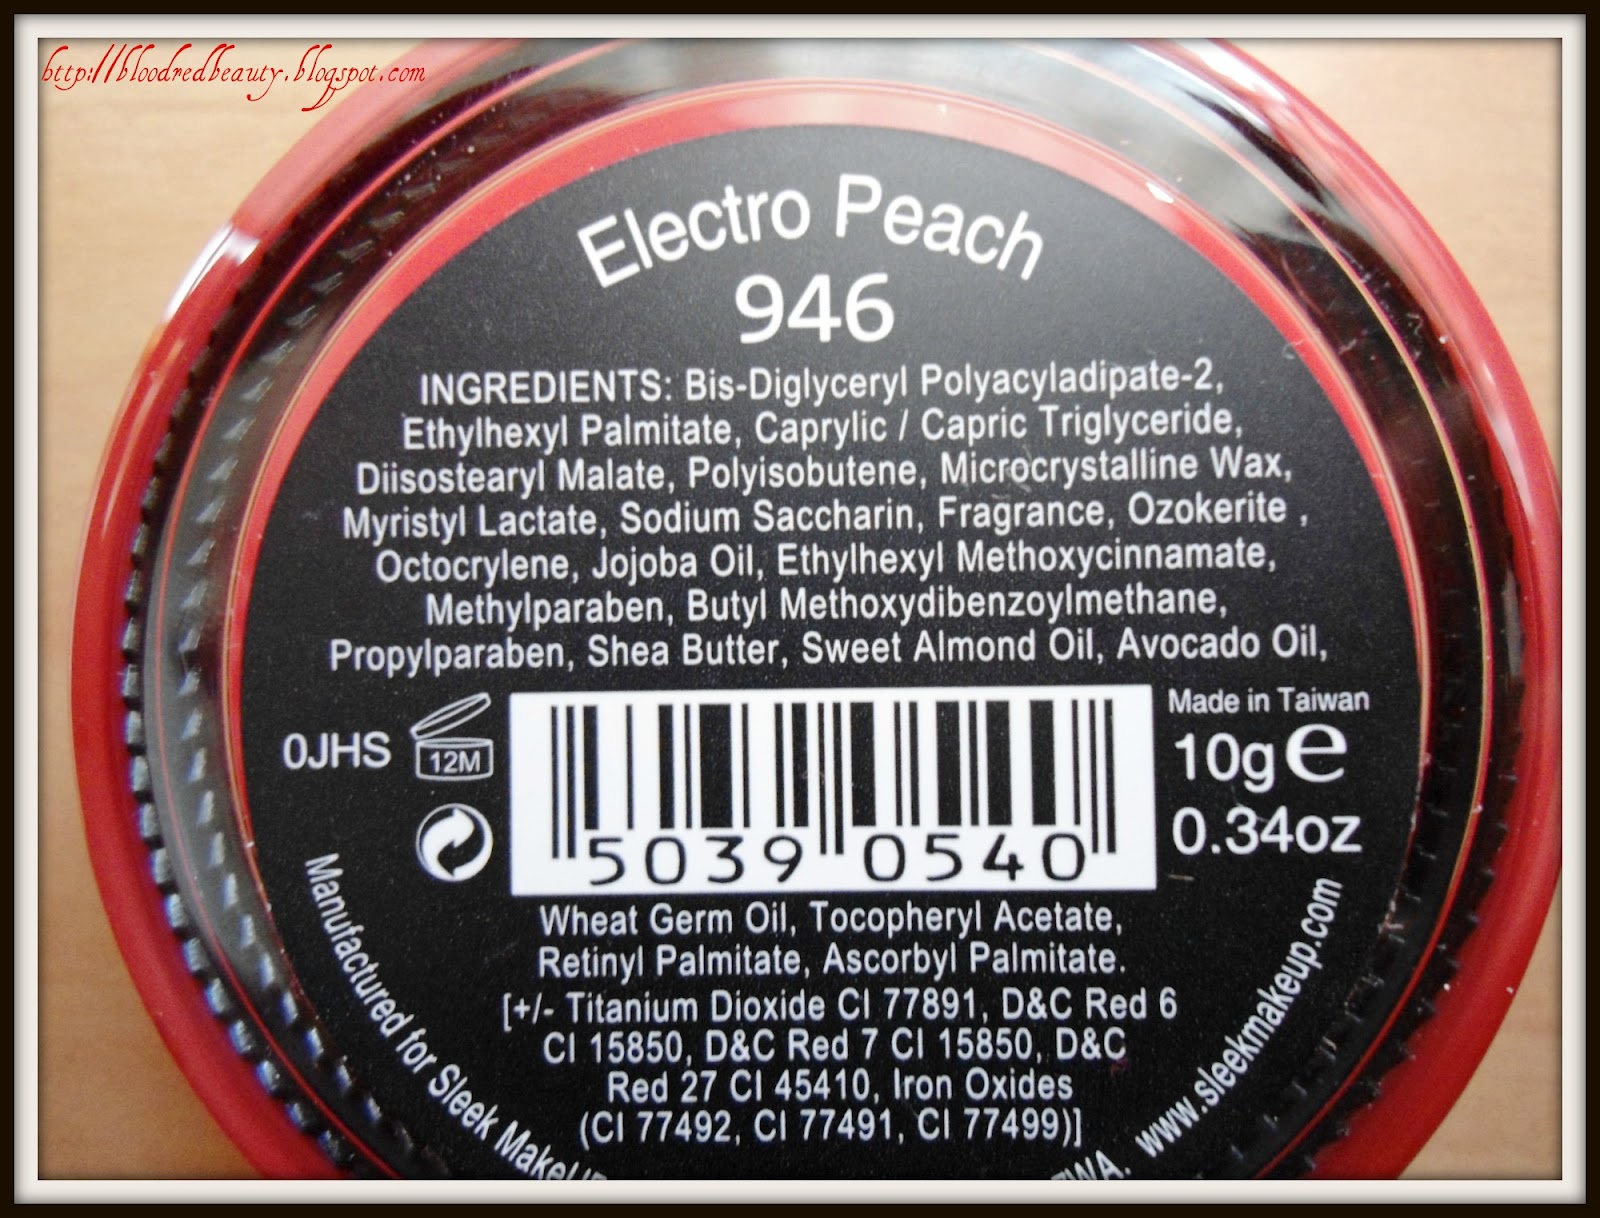 http://bloodredbeauty.blogspot.com
Electro Peach
946
INGREDIENTS: Bis-Diglyceryl Polyacyladipate-2,
Ethylhexyl Palmitate, Caprylic / Capric Triglyceride,
Diisostearyl Malate, Polyisobutene, Microcrystalline Wax,
Myristyl Lactate, Sodium Saccharin, Fragrance, Ozokerite ,
Octocrylene, Jojoba Oil, Ethylhexyl Methoxycinnamate,
Methylparaben, Butyl Methoxydibenzoylmethane,
Propylparaben, Shea Butter, Sweet Almond Oil, Avocado Oil,
0JHS
12M
5039 0540
Made in Taiwan
10g e
0.34oz
Wheat Germ Oil, Tocopheryl Acetate,
Retinyl Palmitate, Ascorbyl Palmitate.
[+/- Titanium Dioxide CI 77891, D&C Red 6
CI 15850, D&C Red 7 CI 15850, D&C
Red 27 CI 45410, Iron Oxides
(CI 77492, CI 77491, CI 77499)]
Manufactured for Sleek
www.sleekmakeup.com